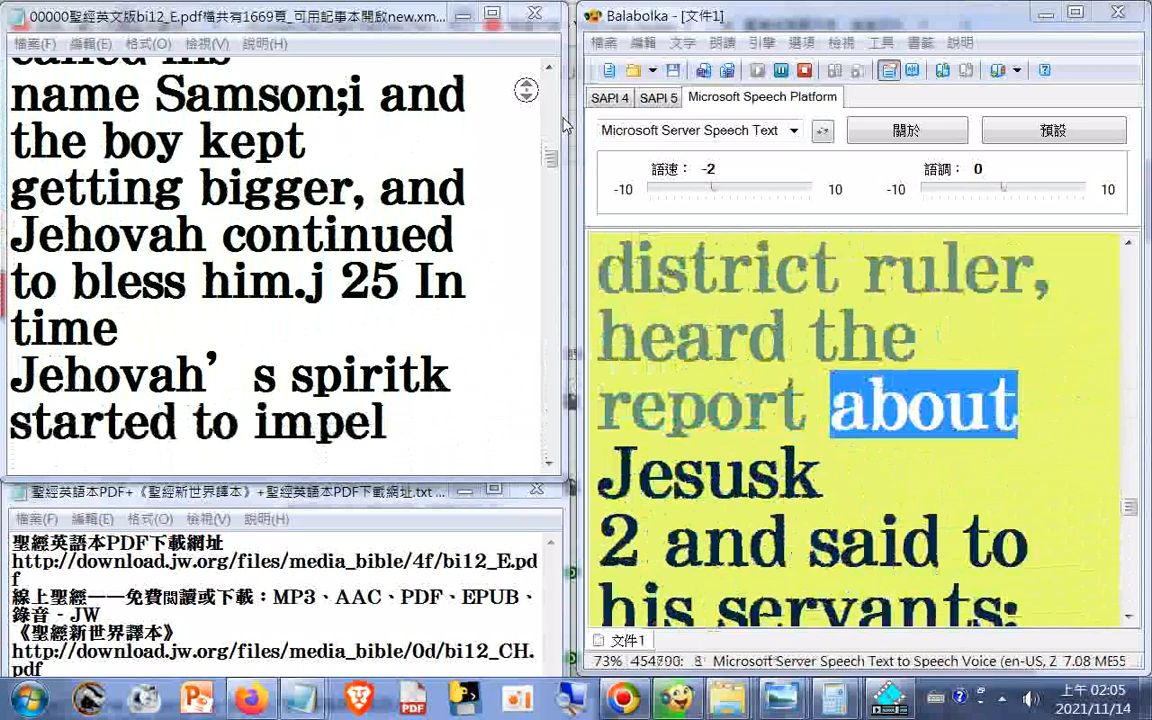 00000聖經英文版bi12_E.pdf檔共有1669頁_可用記事本開啟new.xm...
檔案(F) 編輯(E) 格式(O) 檢視(V) 說明(H)
called his
name Samson;i and
the boy kept
getting bigger, and
Jehovah continued
to bless him.j 25 In
time
Jehovah's spiritk
started to impel
聖經英語本PDF+《聖經新世界譯本》+聖經英語本PDF下載網址.txt ...
檔案(F) 編輯(E) 格式(O) 檢視(V) 說明(H)
聖經英語本PDF下載網址
http://download.jw.org/files/media_bible/4f/bi12_E.pd
f
線上聖經——免費閱讀或下載：MP3、AAC、PDF、EPUB、
錄音 - JW
《聖經新世界譯本》
http://download.jw.org/files/media_bible/0d/bi12_CH.
pdf
Balabolka - [文件1]
檔案 編輯 文字 朗讀 引擎 選項 檢視 工具 書籤 說明
SAPI 4 SAPI 5 Microsoft Speech Platform
Microsoft Server Speech Text 關於 預設
語速： -2 語調： 0
-10 10 -10 10
district ruler,
heard the
report about
Jesusk
2 and said to
his servants:
文件1
73% Microsoft Server Speech Text to Speech Voice (en-US, Z
PDF
上午 02:05
2021/11/14